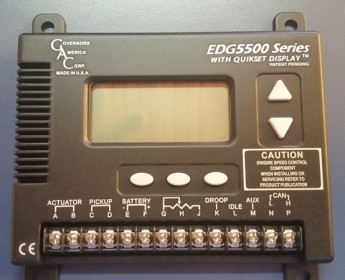 GOVERNORS
AMERICA
CORP.
MADE IN U.S.A.
EDG5500 Series
WITH QUIKSET DISPLAY™
PATENT PENDING
CAUTION
ENGINE SPEED CONTROL
COMPONENT
WHEN INSTALLING OR
SERVICING REFER TO
PRODUCT PUBLICATION
ACTUATOR PICKUP BATTERY DROOP IDLE AUX CAN
- + L H
A B C D E F G H J K L M N P
CE